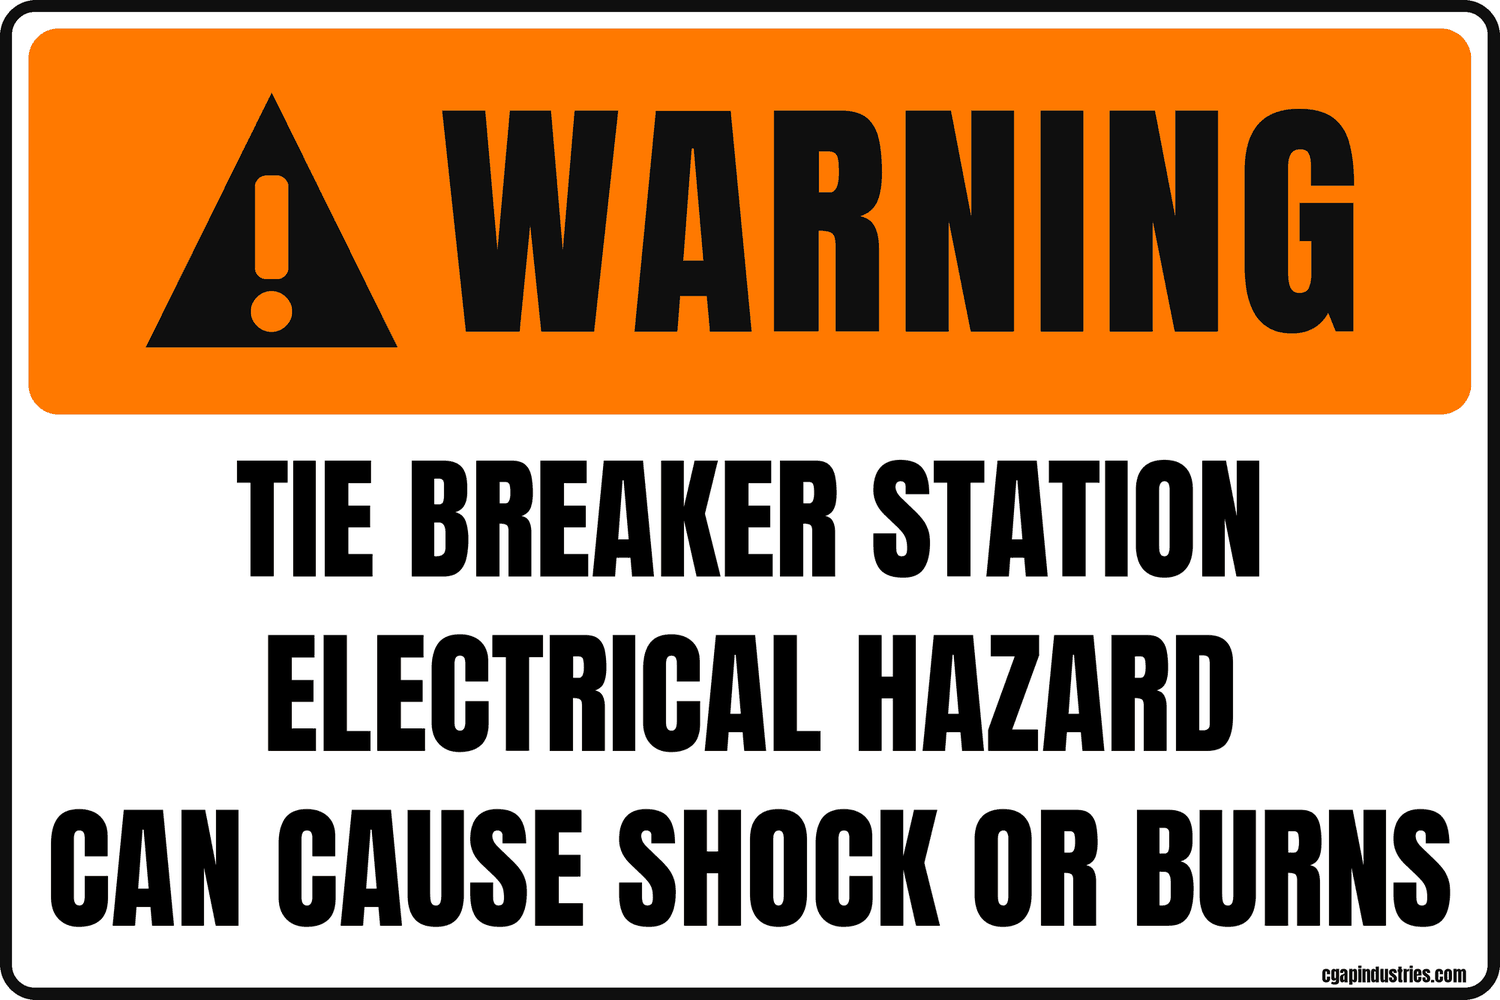 WARNING
TIE BREAKER STATION
ELECTRICAL HAZARD
CAN CAUSE SHOCK OR BURNS
cgapindustries.com